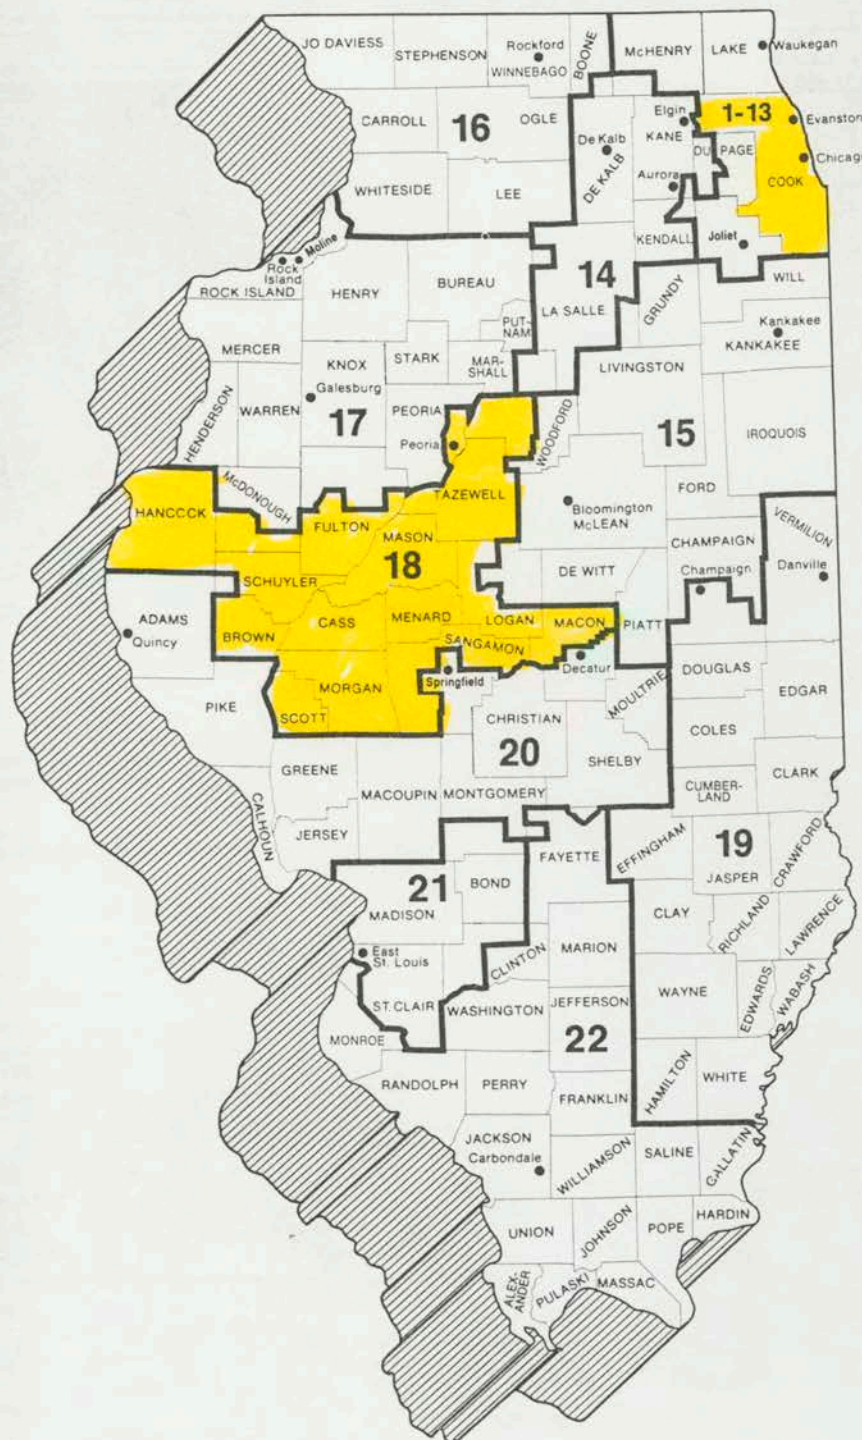 JO DAVIESS
STEPHENSON
Rockford
WINNEBAGO
BOONE
McHENRY
LAKE
Waukegan
CARROLL
16
OGLE
Elgin
1-13
Evanston
De Kalb
DE KALB
KANE
DU PAGE
Chicago
COOK
WHITESIDE
LEE
Aurora
KENDALL
Joliet
Moline
Rock
Island
ROCK ISLAND
HENRY
BUREAU
14
LA SALLE
GRUNDY
WILL
PUT-
NAM
Kankakee
KANKAKEE
MERCER
KNOX
Galesburg
STARK
MAR-
SHALL
LIVINGSTON
HENDERSON
WARREN
17
PEORIA
Peoria
WOODFORD
15
IROQUOIS
HANCCCK
McDONOUGH
FULTON
TAZEWELL
MASON
Bloomington
McLEAN
FORD
VERMILION
CHAMPAIGN
Champaign
Danville
SCHUYLER
18
DE WITT
ADAMS
Quincy
BROWN
CASS
MENARD
LOGAN
MACON
PIATT
SANGAMON
Springfield
Decatur
DOUGLAS
EDGAR
PIKE
SCOTT
MORGAN
CHRISTIAN
MOULTRIE
COLES
20
SHELBY
GREENE
CUMBER-
LAND
CLARK
CALHOUN
MACOUPIN
MONTGOMERY
JERSEY
EFFINGHAM
19
JASPER
CRAWFORD
FAYETTE
21
BOND
MADISON
CLAY
RICHLAND
LAWRENCE
East
St. Louis
CLINTON
MARION
ST. CLAIR
WASHINGTON
JEFFERSON
WAYNE
EDWARDS
WABASH
MONROE
22
RANDOLPH
PERRY
HAMILTON
WHITE
FRANKLIN
JACKSON
Carbondale
WILLIAMSON
SALINE
GALLATIN
UNION
JOHNSON
POPE
HARDIN
ALEX-
ANDER
PULASKI
MASSAC